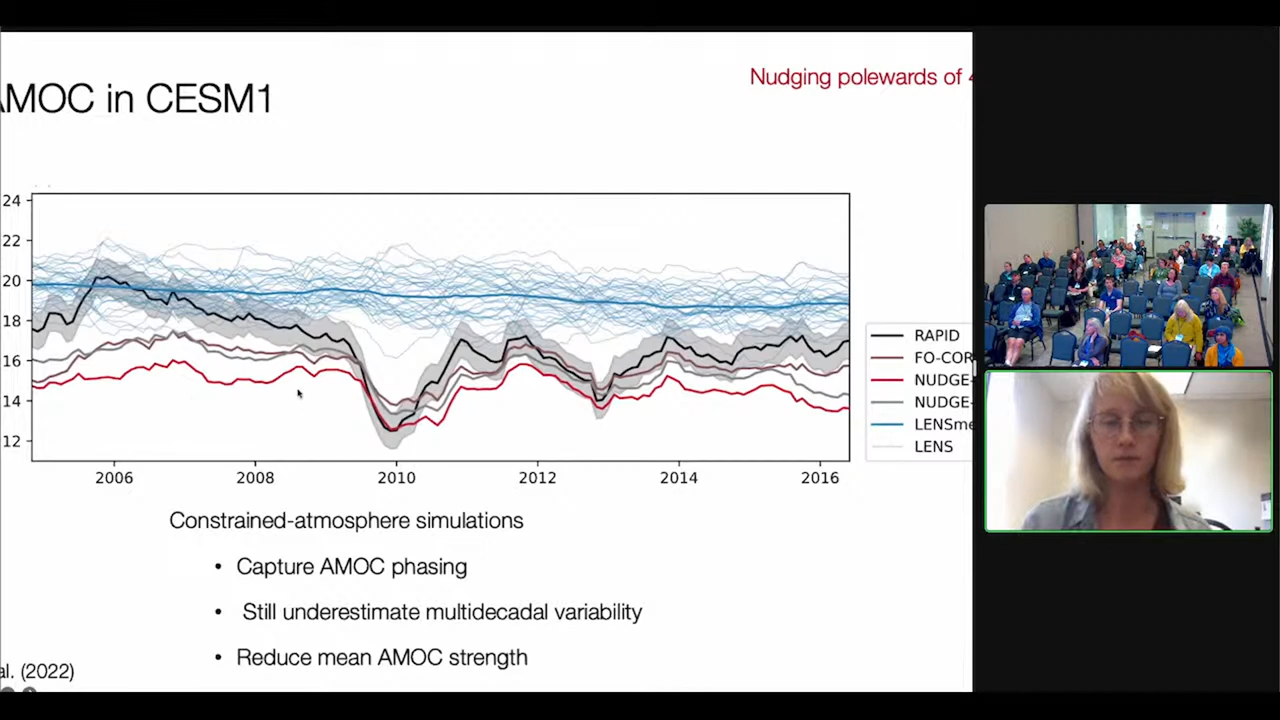 AMOC in CESM1
Nudging polewards of
24
22
20
18
16
14
12
2006
2008
2010
2012
2014
2016
RAPID
FO-COR
NUDGE-
NUDGE-
LENSme
LENS
Constrained-atmosphere simulations
• Capture AMOC phasing
• Still underestimate multidecadal variability
• Reduce mean AMOC strength
al. (2022)